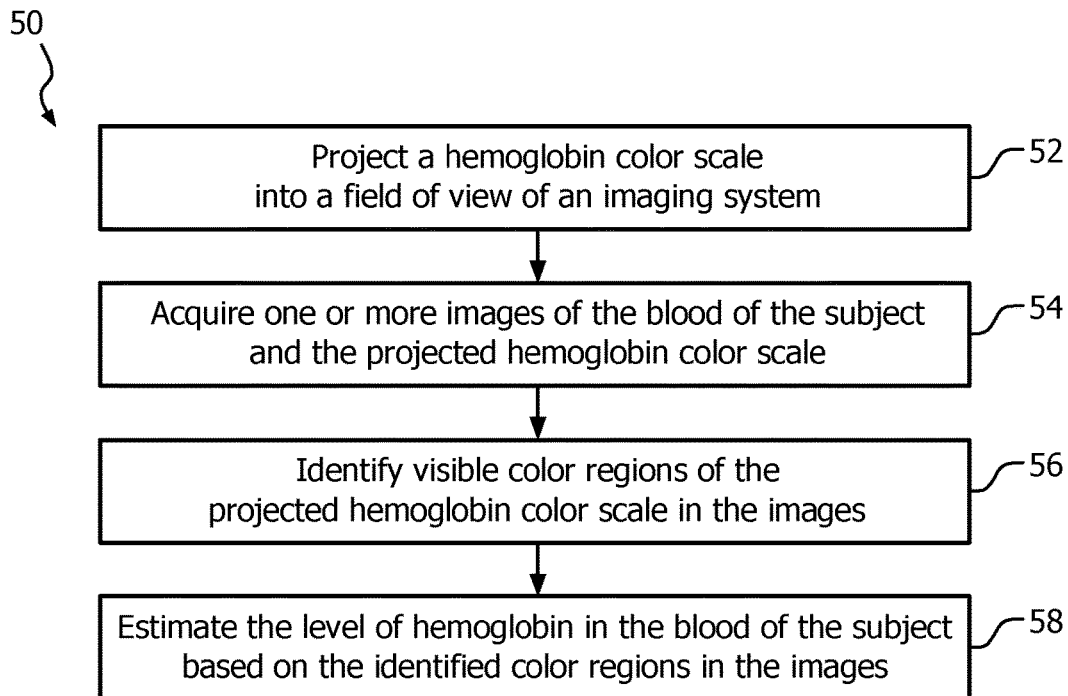 50
Project a hemoglobin color scale
into a field of view of an imaging system
52
Acquire one or more images of the blood of the subject
and the projected hemoglobin color scale
54
Identify visible color regions of the
projected hemoglobin color scale in the images
56
Estimate the level of hemoglobin in the blood of the subject
based on the identified color regions in the images
58